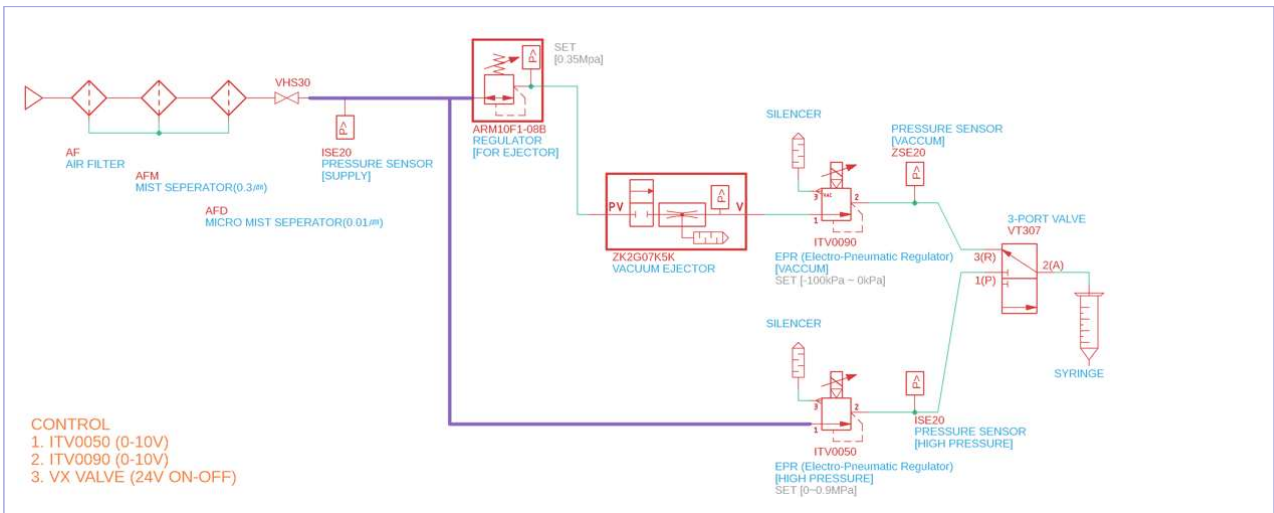 SET
[0.35Mpa]
P>
VHS30
P>
ARM10F1-08B
REGULATOR
[FOR EJECTOR]
AF
AIR FILTER
AFM
MIST SEPERATOR(0.3㎛)
AFD
MICRO MIST SEPERATOR(0.01㎛)
ISE20
PRESSURE SENSOR
[SUPPLY]
PV
P>
V
ZK2G07K5K
VACUUM EJECTOR
SILENCER
3
2
1
ITV0090
EPR (Electro-Pneumatic Regulator)
[VACCUM]
SET [-100kPa ~ 0kPa]
PRESSURE SENSOR
[VACCUM]
ZSE20
P>
3-PORT VALVE
VT307
3(R)
2(A)
1(P)
SYRINGE
SILENCER
3
2
1
ITV0050
EPR (Electro-Pneumatic Regulator)
[HIGH PRESSURE]
SET [0~0.9MPa]
P>
ISE20
PRESSURE SENSOR
[HIGH PRESSURE]
CONTROL
1. ITV0050 (0-10V)
2. ITV0090 (0-10V)
3. VX VALVE (24V ON-OFF)